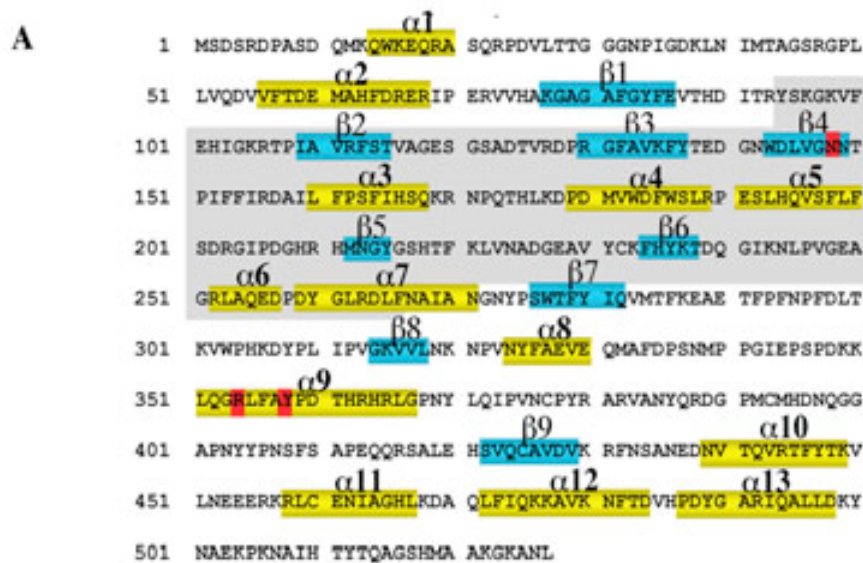 A
α1
1 MSDSRDPASD QMKQWKEQRA SQRPDVLTTG GGNPIGDKLN IMTAGSRGPL
α2 β1
51 LVQDVVFTDE MAHFDRERIP ERVVHAKGAG AFGYFEVTHD ITRYSKGKVF
β2 β3 β4
101 EHIGKRTPIA VRFSTVAGES GSADTVRDPR GFAVKFYTED GNWDLVGNNT
α3 α4 α5
151 PIFFIRDAIL FPSFIHSQKR NPQTHLKDPD MVWDFWSLRP ESLHQVSFLF
β5 β6
201 SDRGIPDGHR HMNGYGSHTF KLVNADGEAV YCKFHYKTDQ GIKNLPVGEA
α6 α7 β7
251 GRLAQEDPDY GLRDLFNAIA NGNYPSWTFY IQVMTFKEAE TFPFNPFDLT
β8 α8
301 KVWPHKDYPL IPVGKVVLNK NPVNYFAEVE QMAFDPSNMP PGIEPSPDKK
α9
351 LQGRLFAYPD THRHRLGPNY LQIPVNCPYR ARVANYQRDG PMCMHDNQGG
β9 α10
401 APNYYPNSFS APEQQRSALE HSVQCAVDVK RFNSANEDNV TQVRTFYTKV
α11 α12 α13
451 LNEEERKRLC ENIAGHLKDA QLFIQKKAVK NFTDVHPDYG ARIQALLDKY
501 NAEKPKNAIH TYTQAGSHMA AKGKANL